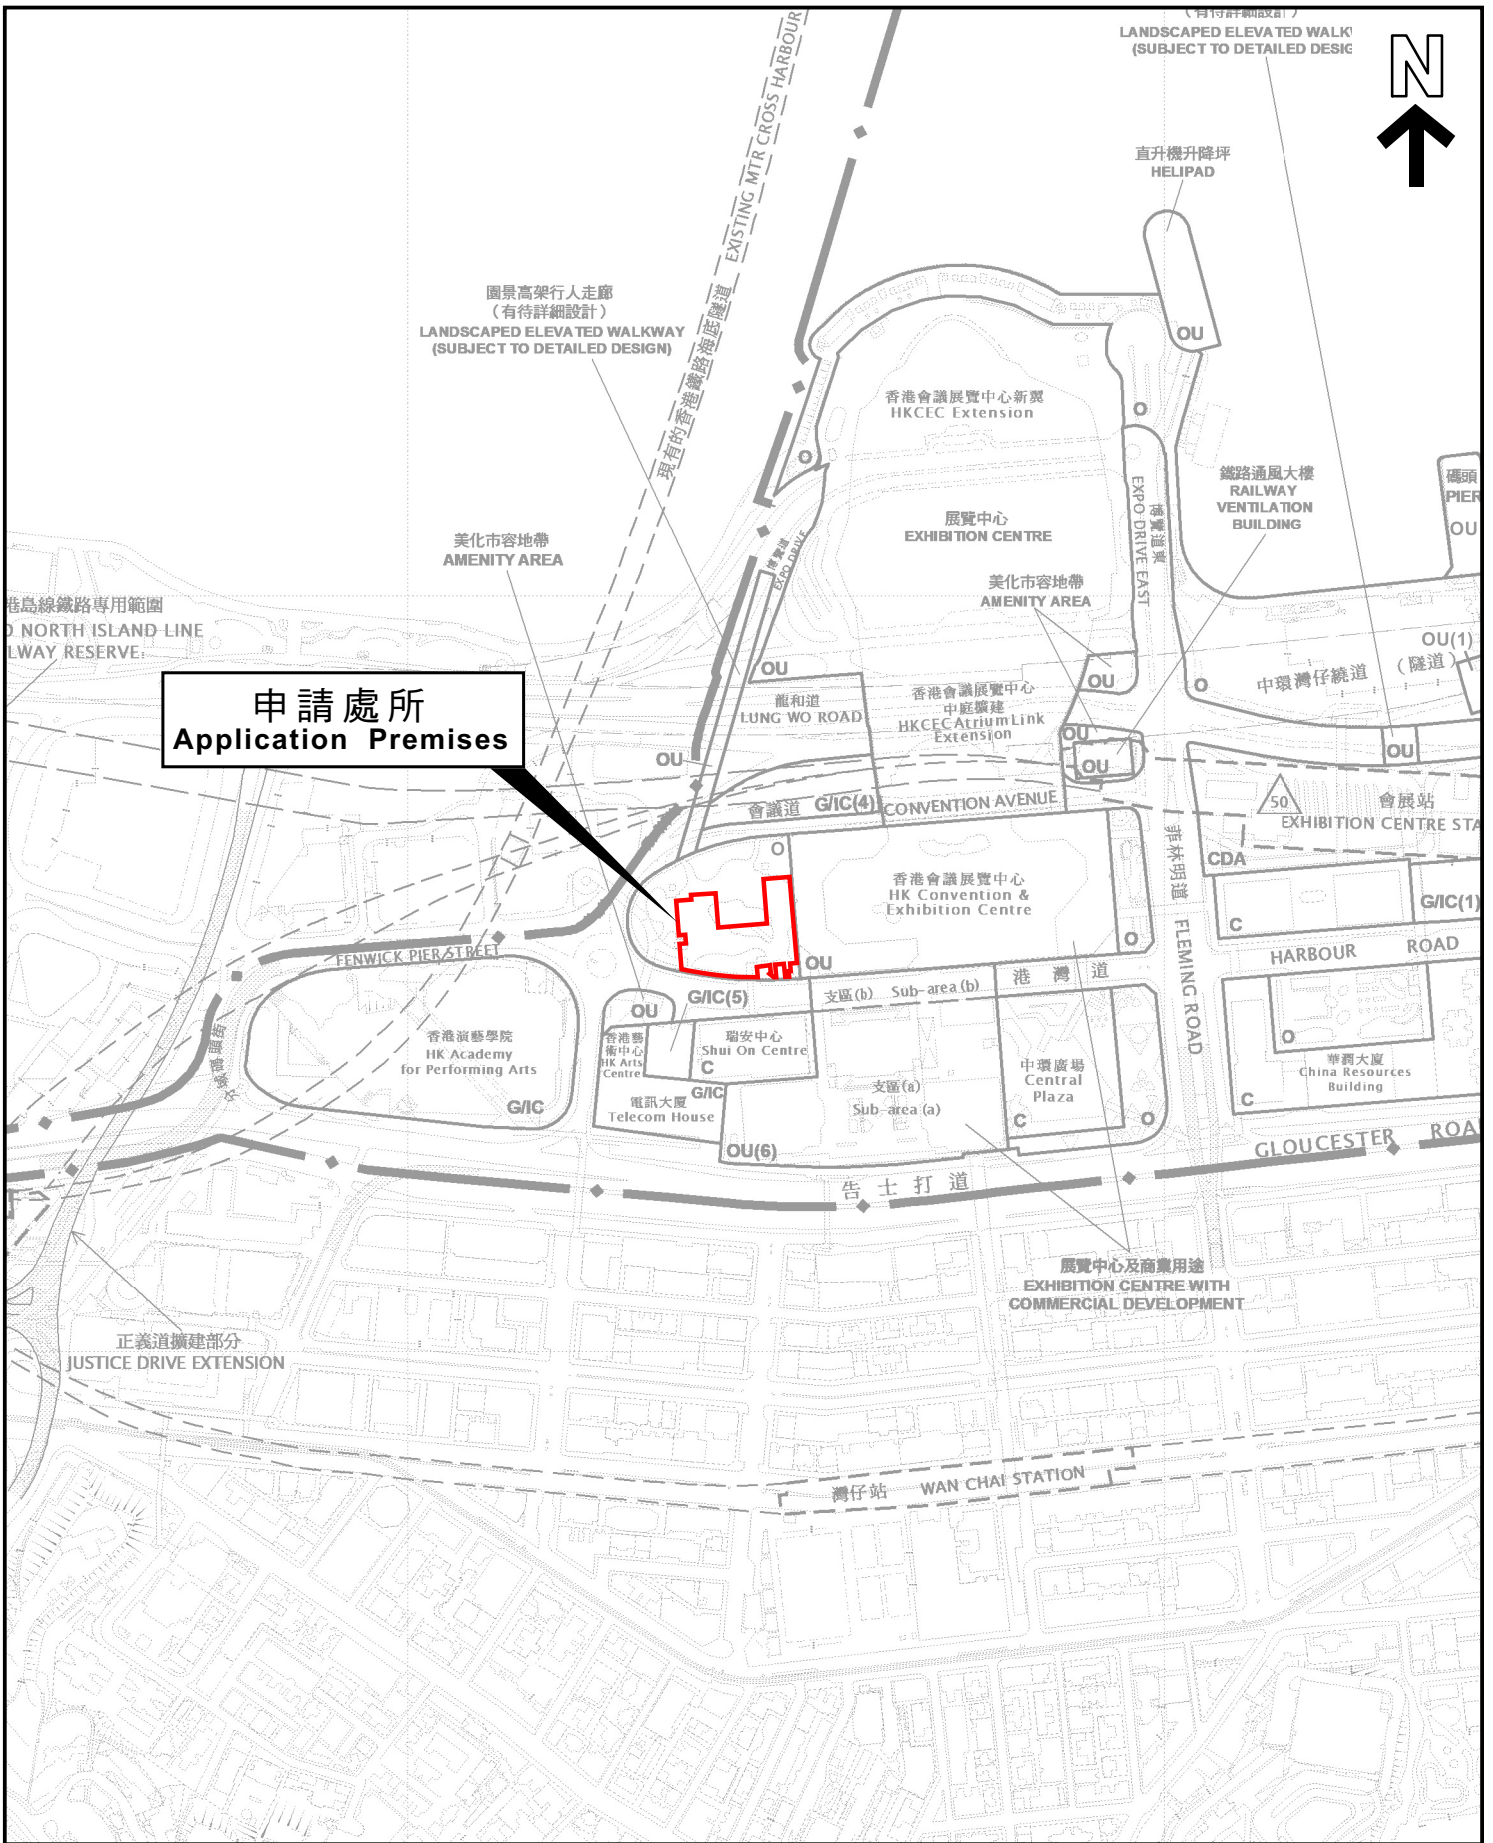 （有待詳細設計）
LANDSCAPED ELEVATED WALK
(SUBJECT TO DETAILED DESIG
N
直升機升降坪
HELIPAD
現有的香港鐵路海底隧道 EXISTING MTR CROSS HARBOUR
園景高架行人走廊
（有待詳細設計）
LANDSCAPED ELEVATED WALKWAY
(SUBJECT TO DETAILED DESIGN)
OU
香港會議展覽中心新翼
HKCEC Extension
O
O
鐵路通風大樓
RAILWAY
VENTILATION
BUILDING
碼頭
PIER
OU
展覽中心
EXHIBITION CENTRE
博覽道東
EXPO DRIVE EAST
博覽道
EXPO DRIVE
美化市容地帶
AMENITY AREA
美化市容地帶
AMENITY AREA
港島線鐵路專用範圍
NORTH ISLAND LINE
LWAY RESERVE
OU(1)
（隧道）
中環灣仔繞道
OU
OU
O
申請處所
Application Premises
龍和道
LUNG WO ROAD
香港會議展覽中心
中庭擴建
HKCEC Atrium Link
Extension
OU
OU
OU
OU
會議道
G/IC(4)
CONVENTION AVENUE
50
會展站
EXHIBITION CENTRE STA
O
CDA
香港會議展覽中心
HK Convention &
Exhibition Centre
菲林明道
FLEMING ROAD
G/IC(1)
C
O
HARBOUR ROAD
FENWICK PIER STREET
OU
港灣道
支區(b) Sub-area (b)
G/IC(5)
OU
香港演藝學院
HK Academy
for Performing Arts
G/IC
香港藝
術中心
HK Arts
Centre
瑞安中心
Shui On Centre
C
G/IC
電訊大廈
Telecom House
支區(a)
Sub-area (a)
中環廣場
Central
Plaza
C
O
O
華潤大廈
China Resources
Building
C
OU(6)
GLOUCESTER ROA
告士打道
展覽中心及商業用途
EXHIBITION CENTRE WITH
COMMERCIAL DEVELOPMENT
正義道擴建部分
JUSTICE DRIVE EXTENSION
灣仔站 WAN CHAI STATION